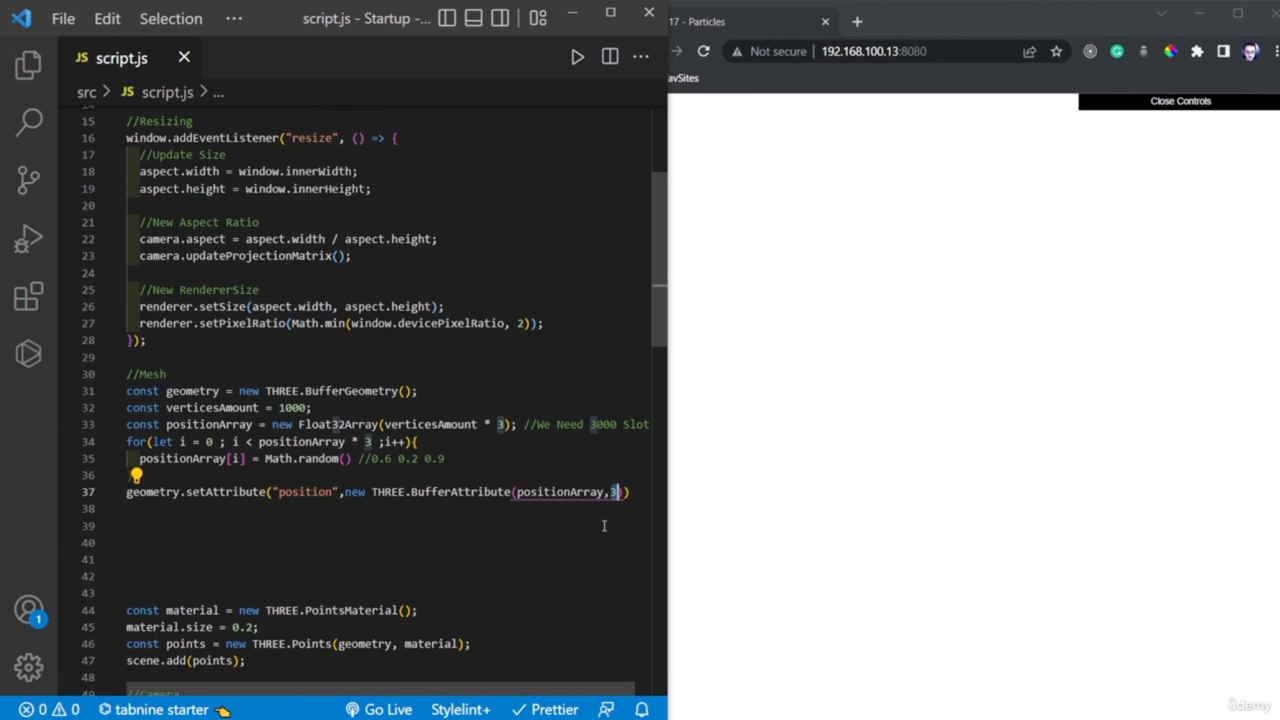 File Edit Selection ··· script.js - Startup -...
JS script.js
src > JS script.js > ...
15 //Resizing
16 window.addEventListener("resize", () => {
17 //Update Size
18 aspect.width = window.innerWidth;
19 aspect.height = window.innerHeight;
20
21 //New Aspect Ratio
22 camera.aspect = aspect.width / aspect.height;
23 camera.updateProjectionMatrix();
24
25 //New RendererSize
26 renderer.setSize(aspect.width, aspect.height);
27 renderer.setPixelRatio(Math.min(window.devicePixelRatio, 2));
28 });
29
30 //Mesh
31 const geometry = new THREE.BufferGeometry();
32 const verticesAmount = 1000;
33 const positionArray = new Float32Array(verticesAmount * 3); //We Need 3000 Slot
34 for(let i = 0 ; i < positionArray * 3 ;i++){
35 positionArray[i] = Math.random() //0.6 0.2 0.9
36
37 geometry.setAttribute("position",new THREE.BufferAttribute(positionArray,3))
38
39
40
41
42
43
44 const material = new THREE.PointsMaterial();
45 material.size = 0.2;
46 const points = new THREE.Points(geometry, material);
47 scene.add(points);
48
49 //Camera
1
0 0 tabnine starter Go Live Stylelint+ Prettier
17 - Particles
Not secure 192.168.100.13:8080
avSites
Close Controls
ûdemy